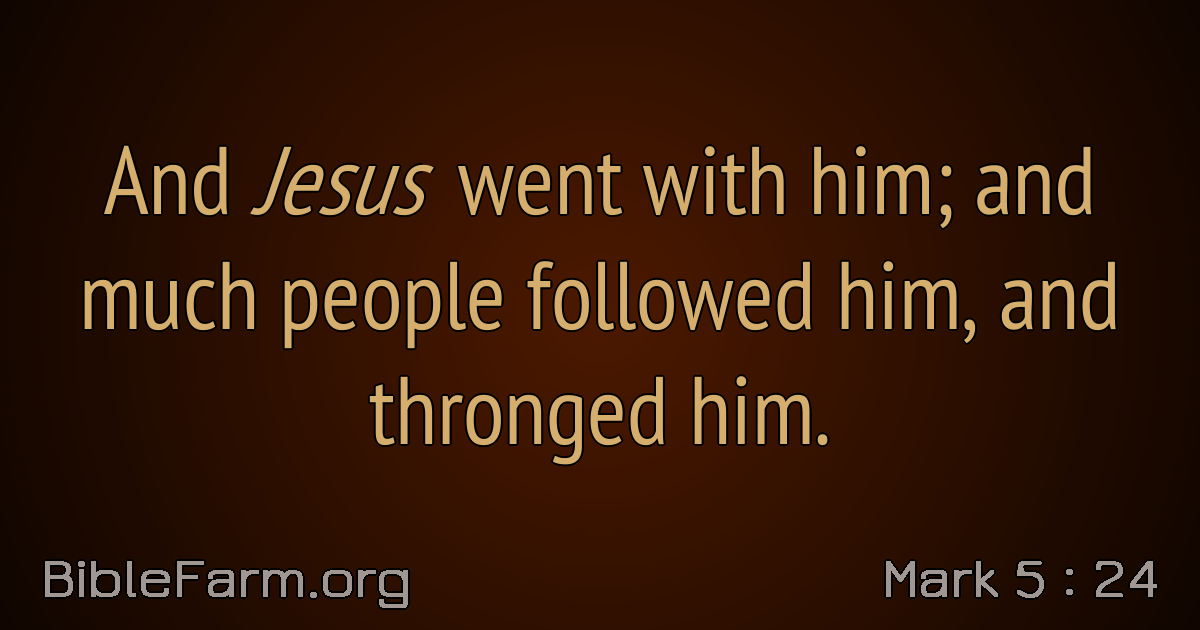 And Jesus went with him; and
much people followed him, and
thronged him.
BibleFarm.org
Mark 5 : 24